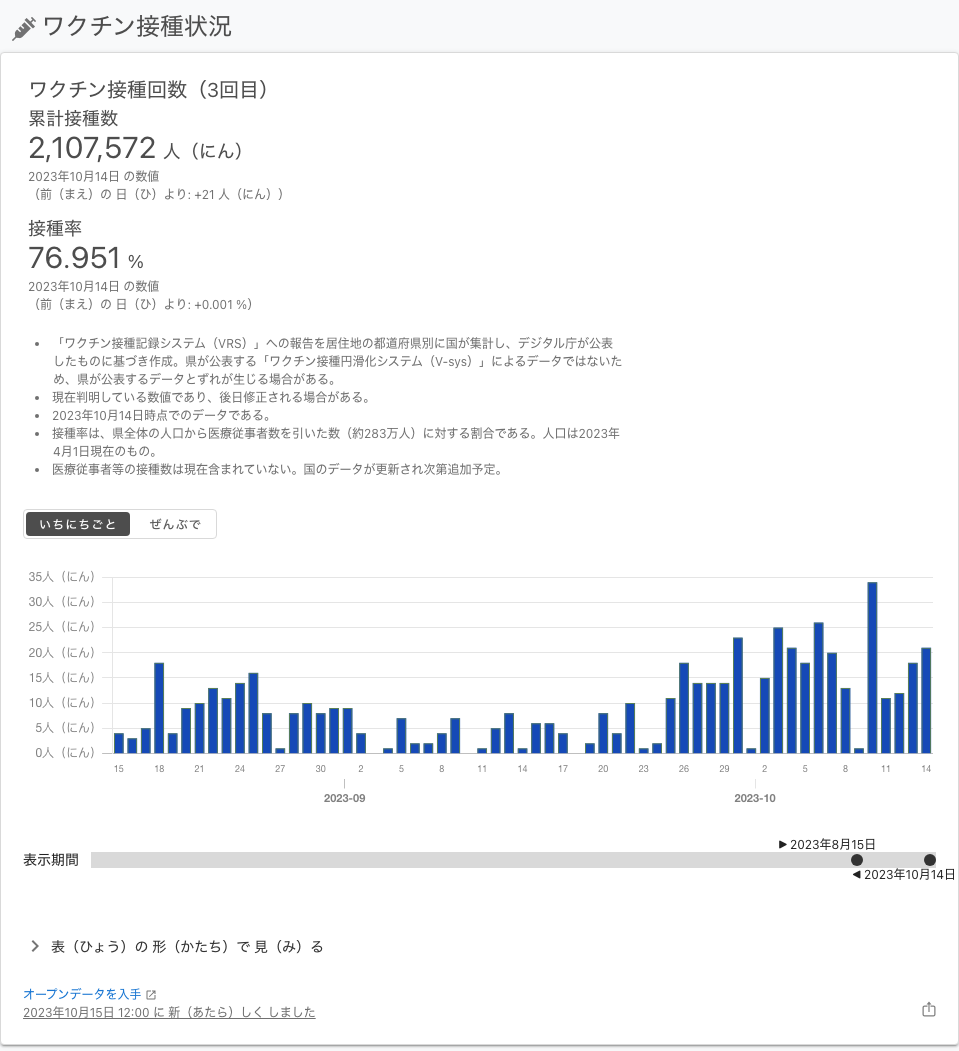 ワクチン接種状況
ワクチン接種回数（3回目）
累計接種数
2,107,572 人（にん）
2023年10月14日 の数値
（前（まえ）の 日（ひ）より: +21 人（にん））
接種率
76.951 %
2023年10月14日 の数値
（前（まえ）の 日（ひ）より: +0.001 %）
「ワクチン接種記録システム（VRS）」への報告を居住地の都道府県別に国が集計し、デジタル庁が公表
したものに基づき作成。県が公表する「ワクチン接種円滑化システム（V-sys）」によるデータではないた
め、県が公表するデータとずれが生じる場合がある。
現在判明している数値であり、後日修正される場合がある。
2023年10月14日時点でのデータである。
接種率は、県全体の人口から医療従事者数を引いた数（約283万人）に対する割合である。人口は2023年
4月1日現在のもの。
医療従事者等の接種数は現在含まれていない。国のデータが更新され次第追加予定。
いちにちごと ぜんぶで
35人（にん）
30人（にん）
25人（にん）
20人（にん）
15人（にん）
10人（にん）
5人（にん）
0人（にん）
15 18 21 24 27 30 2 5 8 11 14 17 20 23 26 29 2 5 8 11 14
2023-09 2023-10
2023年8月15日
表示期間
2023年10月14日
表（ひょう）の 形（かたち）で 見（み）る
オープンデータを入手
2023年10月15日 12:00 に 新（あたら）しく しました